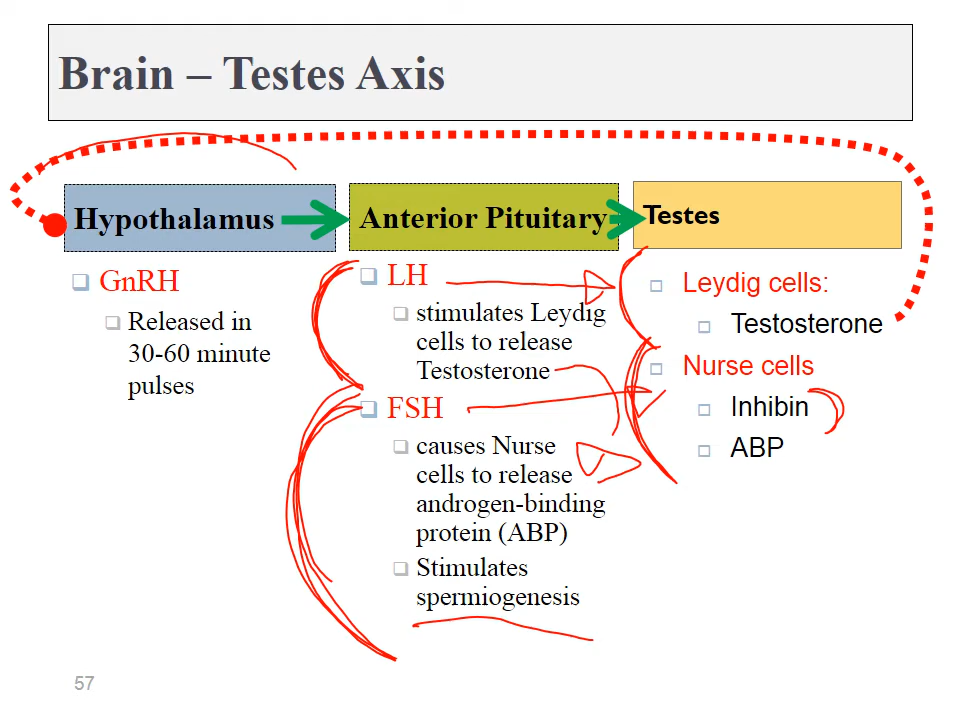 Brain – Testes Axis
Hypothalamus
GnRH
Released in
30-60 minute
pulses
Anterior Pituitary
LH
stimulates Leydig
cells to release
Testosterone
FSH
causes Nurse
cells to release
androgen-binding
protein (ABP)
Stimulates
spermiogenesis
Testes
Leydig cells:
Testosterone
Nurse cells
Inhibin
ABP
57